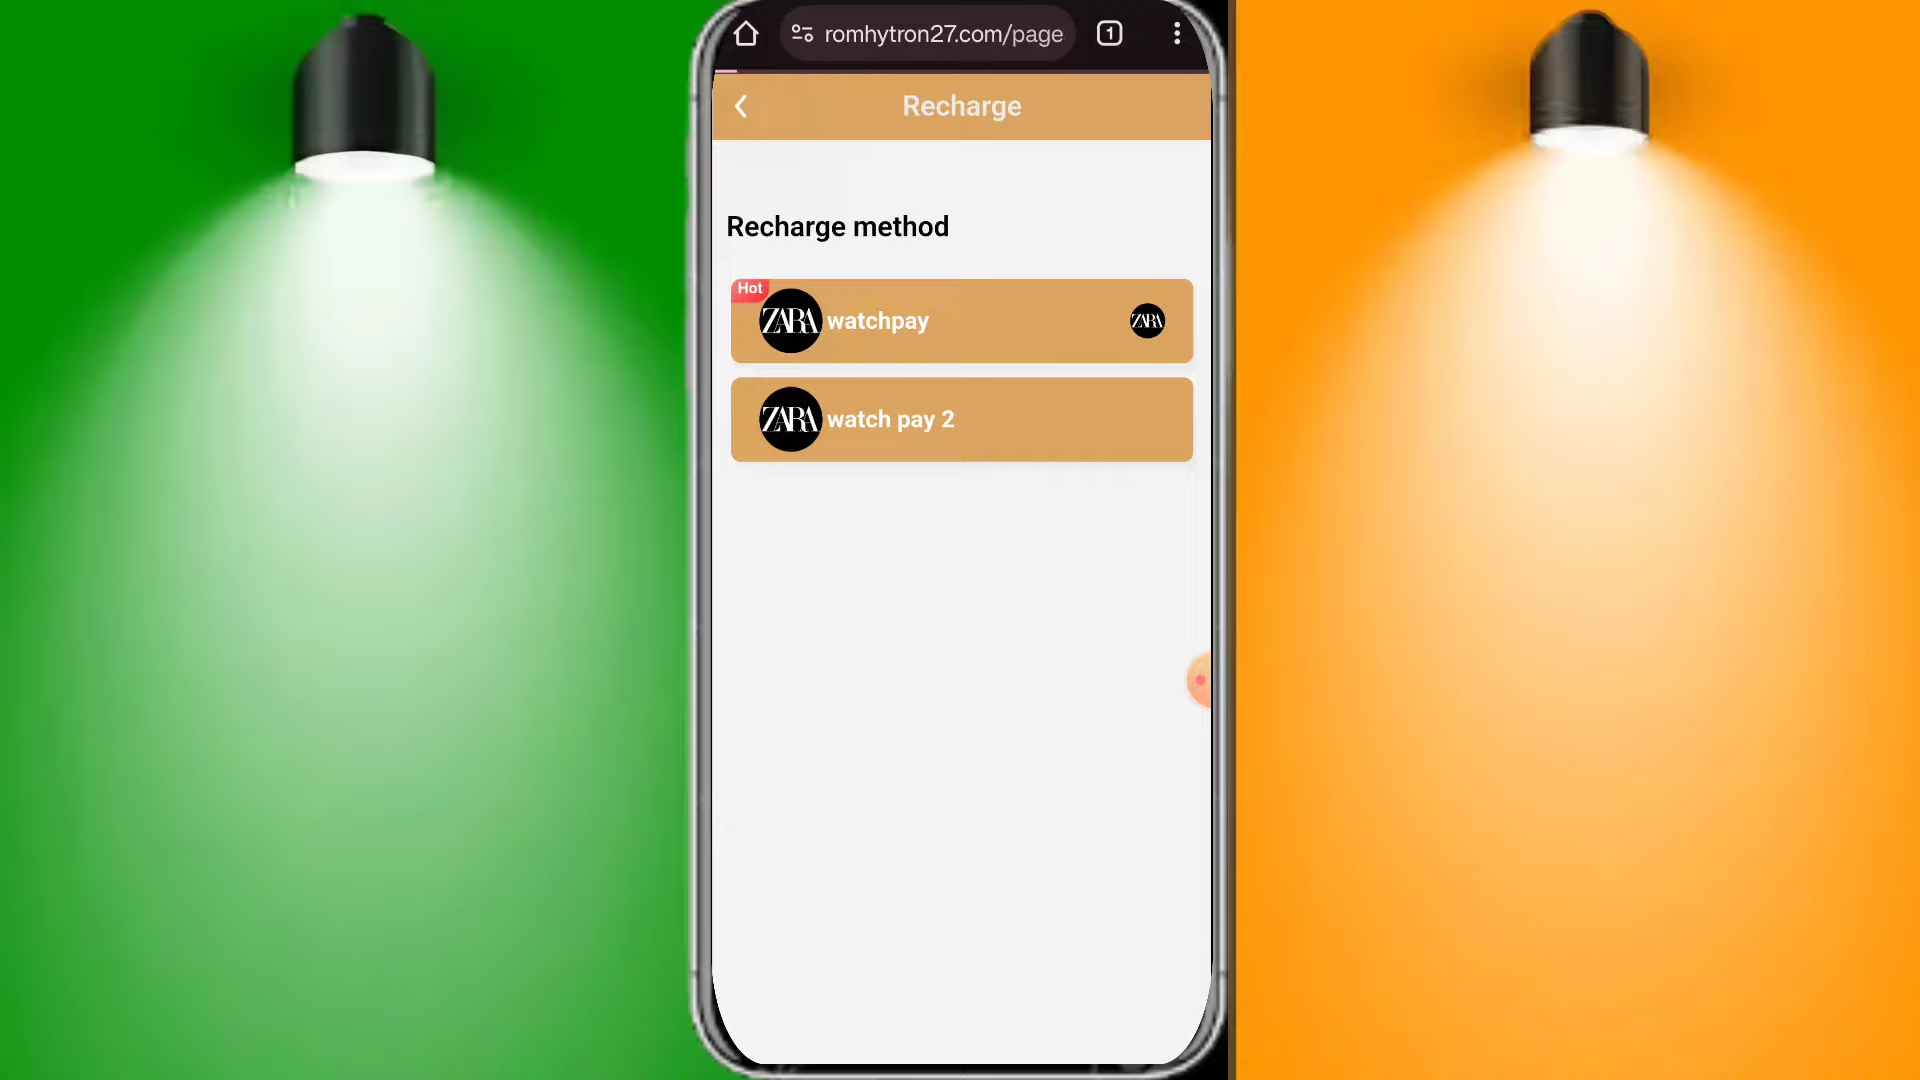 romhytron27.com/page
1
Recharge
Recharge method
Hot
ZARA watchpay ZARA
ZARA watch pay 2